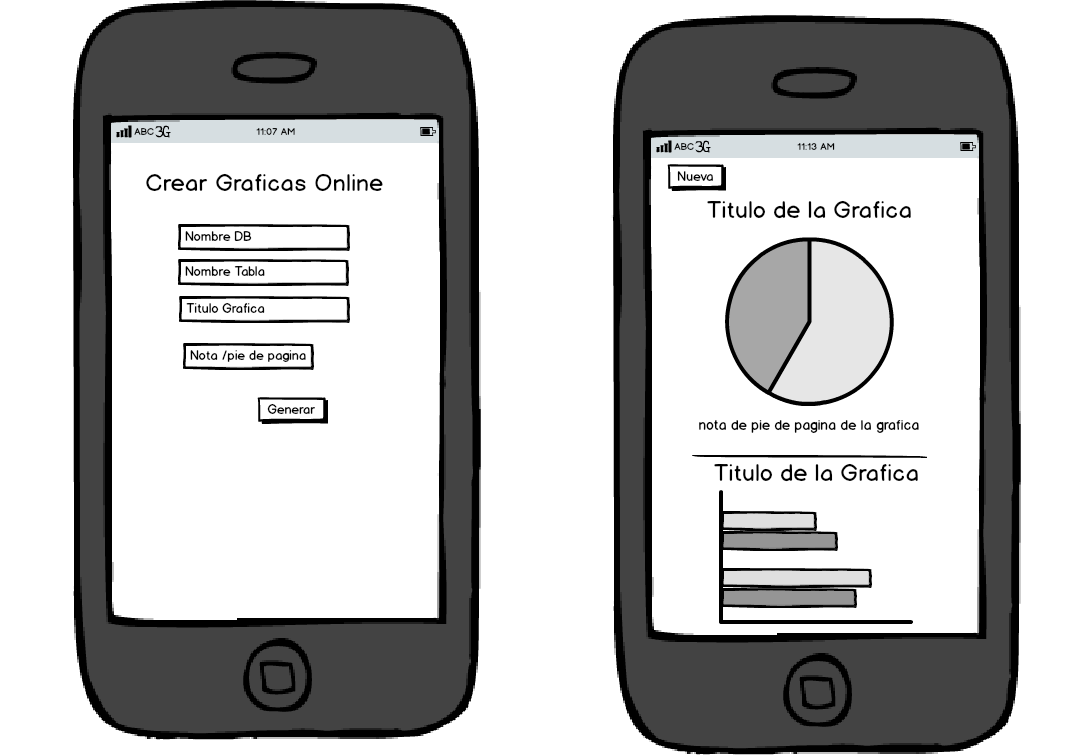 ABC 3G 11:07 AM
Crear Graficas Online
Nombre DB
Nombre Tabla
Titulo Grafica
Nota /pie de pagina
Generar
ABC 3G 11:13 AM
Nueva
Titulo de la Grafica
nota de pie de pagina de la grafica
Titulo de la Grafica